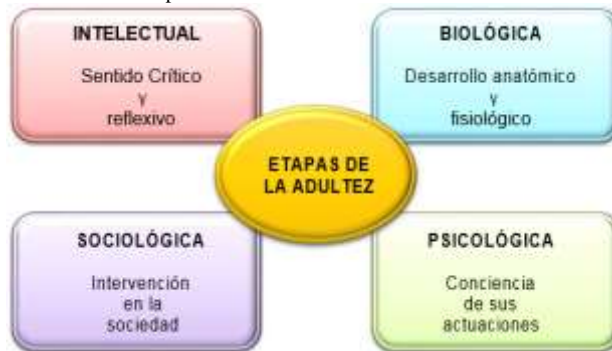 INTELECTUAL
Sentido Crítico
y
reflexivo
BIOLÓGICA
Desarrollo anatómico
y
fisiológico
ETAPAS DE
LA ADULTEZ
SOCIOLÓGICA
Intervención
en la
sociedad
PSICOLÓGICA
Conciencia
de sus
actuaciones